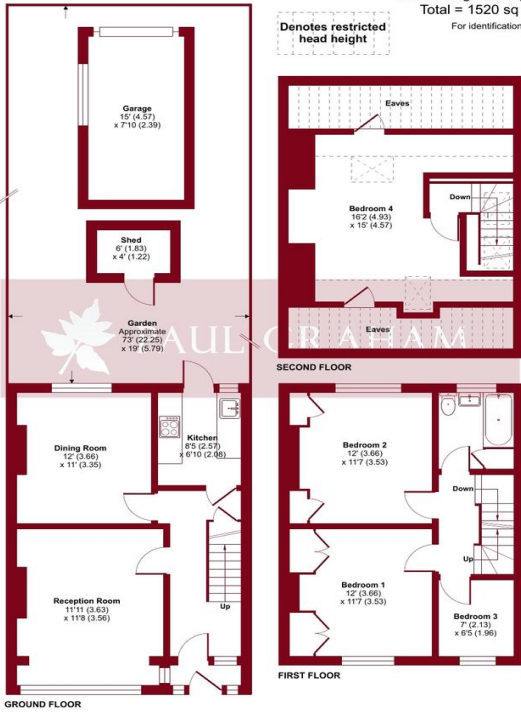 Total = 1520 sq
For identification
Denotes restricted
head height
Garage
15' (4.57)
x 7'10 (2.39)
Shed
6' (1.83)
x 4' (1.22)
Garden
Approximate
73' (22.25)
x 19' (5.79)
Eaves
Down
Bedroom 4
16'2 (4.93)
x 15' (4.57)
Eaves
PAUL GRAHAM
SECOND FLOOR
Dining Room
12' (3.66)
x 11' (3.35)
Kitchen
8'5 (2.57)
x 6'10 (2.08)
Reception Room
11'11 (3.63)
x 11'8 (3.56)
Up
GROUND FLOOR
Bedroom 2
12' (3.66)
x 11'7 (3.53)
Down
Up
Bedroom 1
12' (3.66)
x 11'7 (3.53)
Bedroom 3
7' (2.13)
x 6'5 (1.96)
FIRST FLOOR